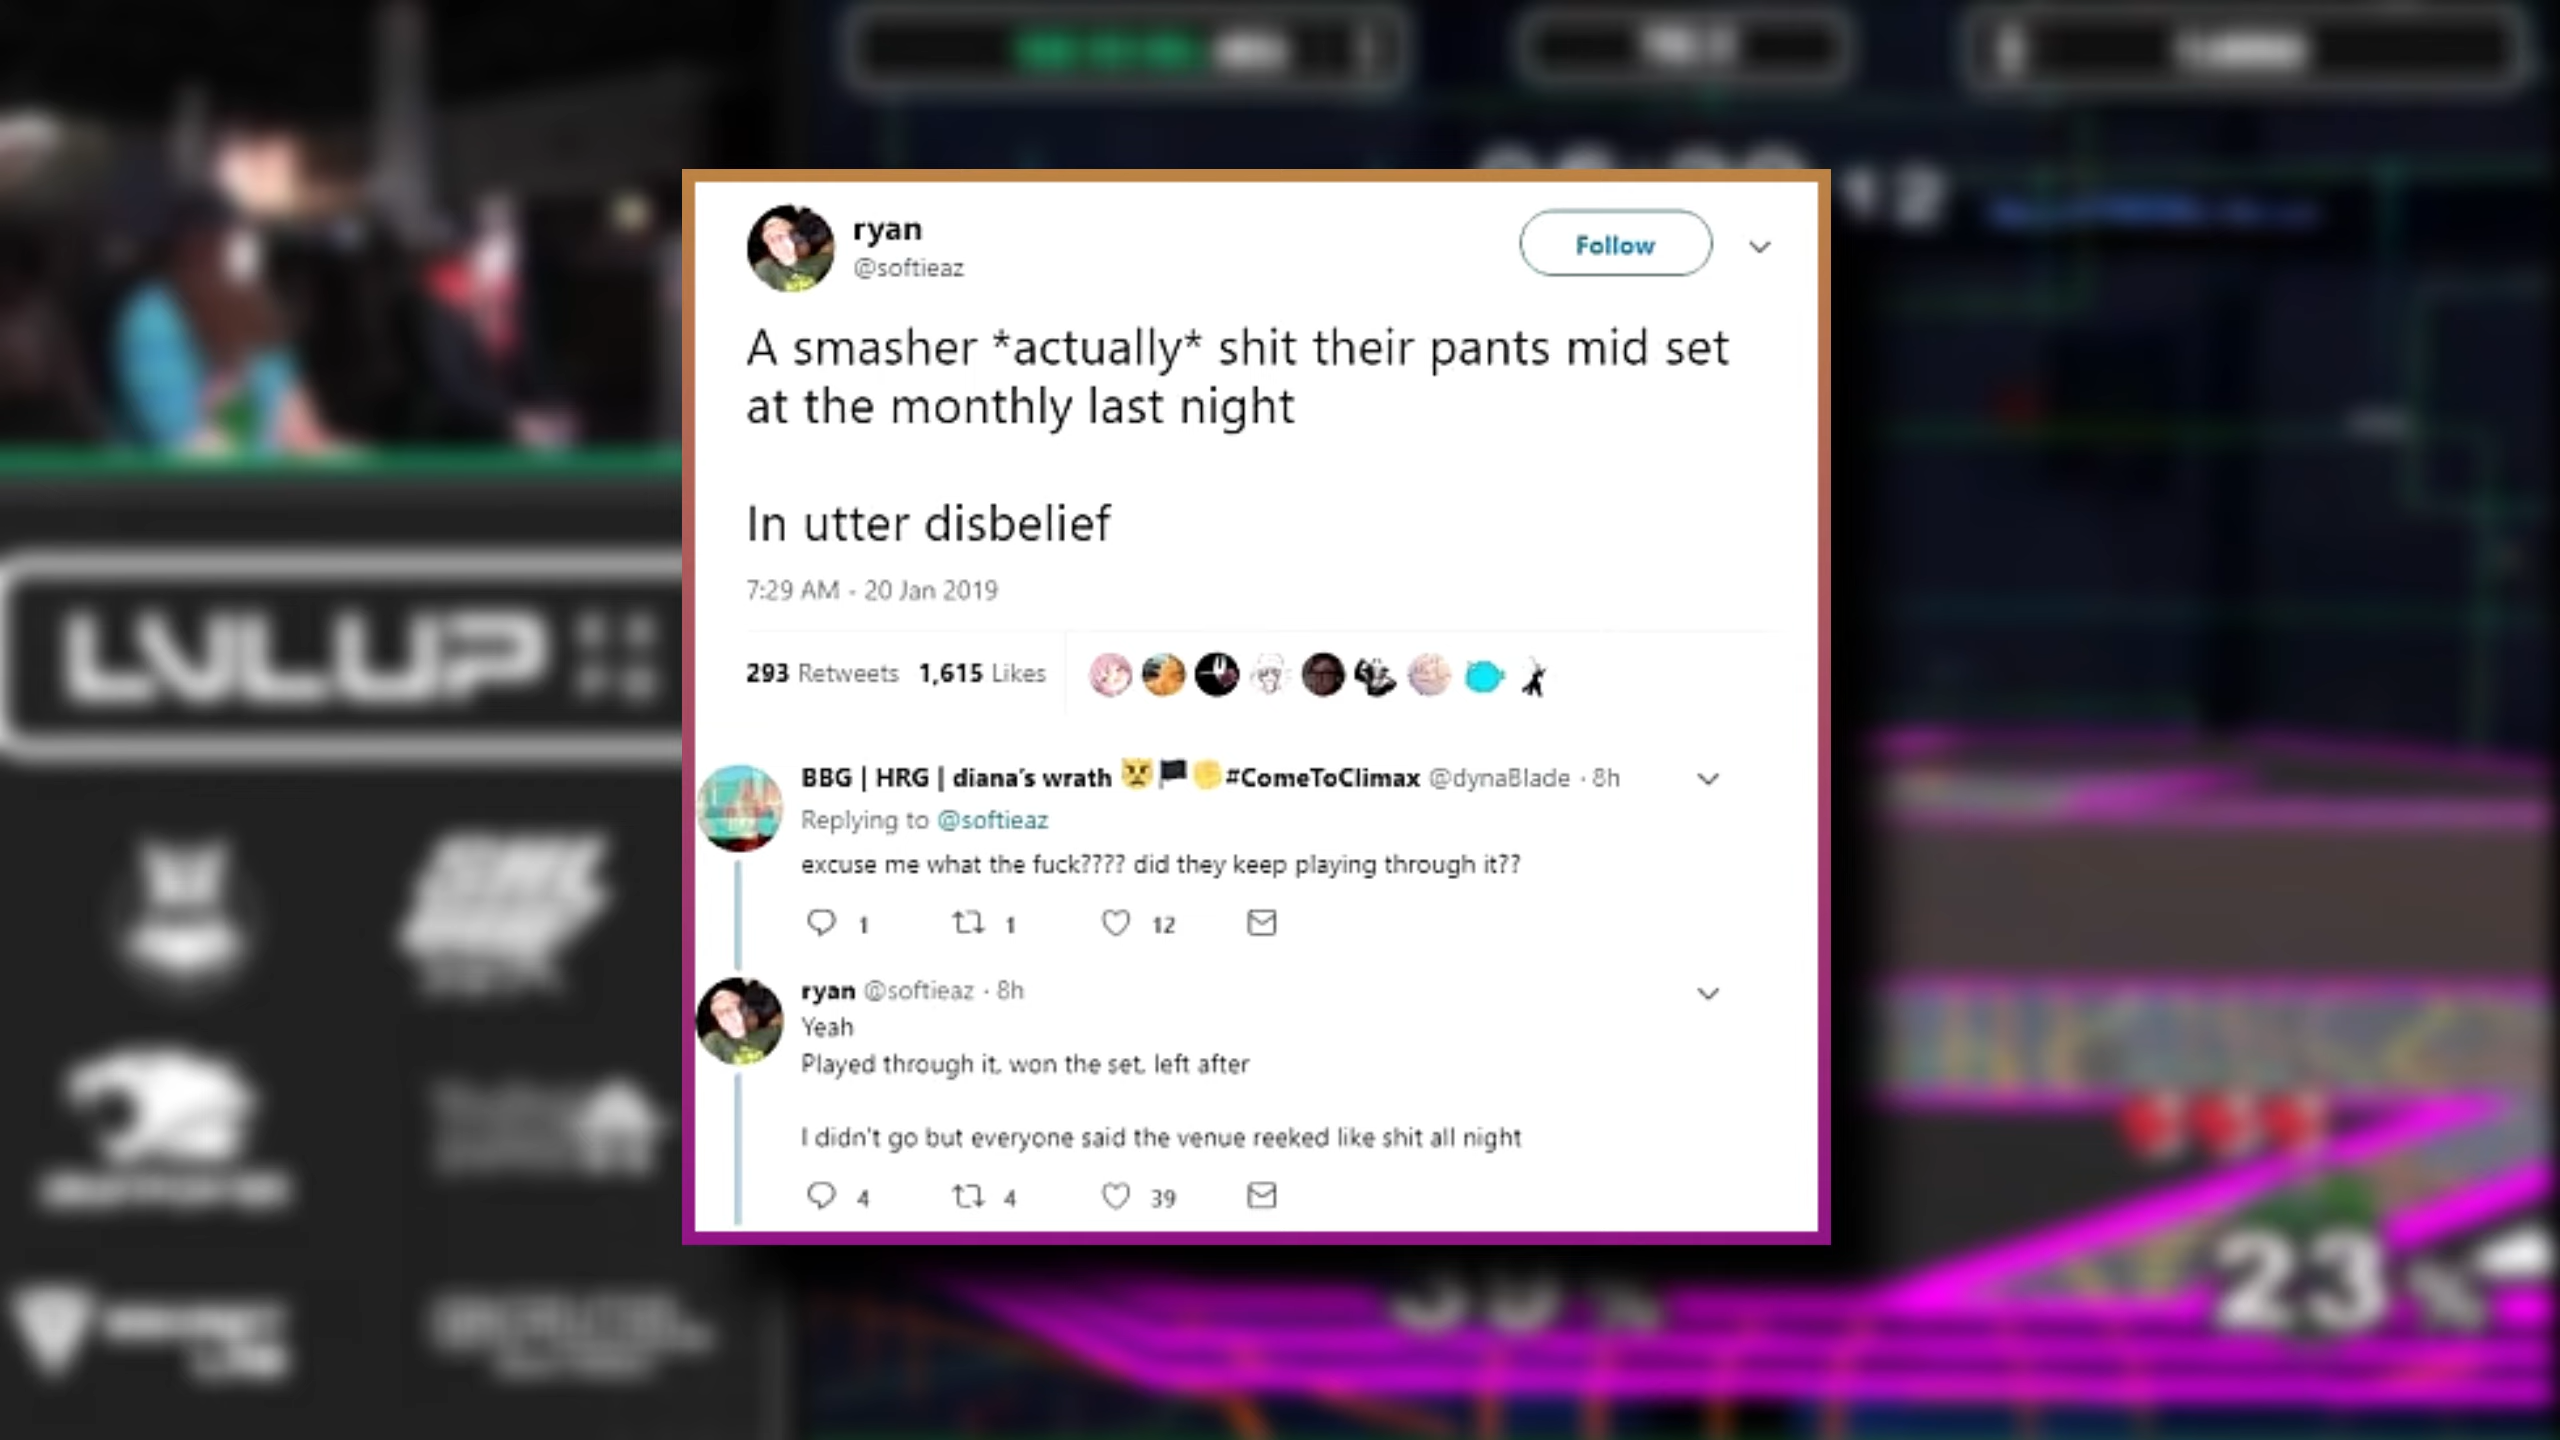 ryan
@softieaz
Follow
A smasher *actually* shit their pants mid set
at the monthly last night
In utter disbelief
7:29 AM - 20 Jan 2019
293 Retweets 1,615 Likes
BBG | HRG | diana's wrath 😾🏴✊#ComeToClimax @dynaBlade · 8h
Replying to @softieaz
excuse me what the fuck???? did they keep playing through it??
1 1 12
ryan @softieaz · 8h
Yeah
Played through it, won the set, left after
I didn't go but everyone said the venue reeked like shit all night
4 4 39
LVLUP
12
23%